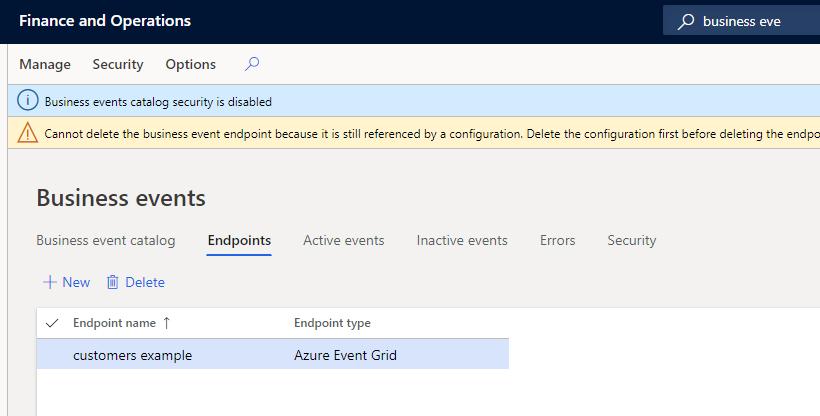 Finance and Operations
business eve
Manage Security Options
Business events catalog security is disabled
Cannot delete the business event endpoint because it is still referenced by a configuration. Delete the configuration first before deleting the endpo
Business events
Business event catalog Endpoints Active events Inactive events Errors Security
New Delete
Endpoint name Endpoint type
customers example Azure Event Grid